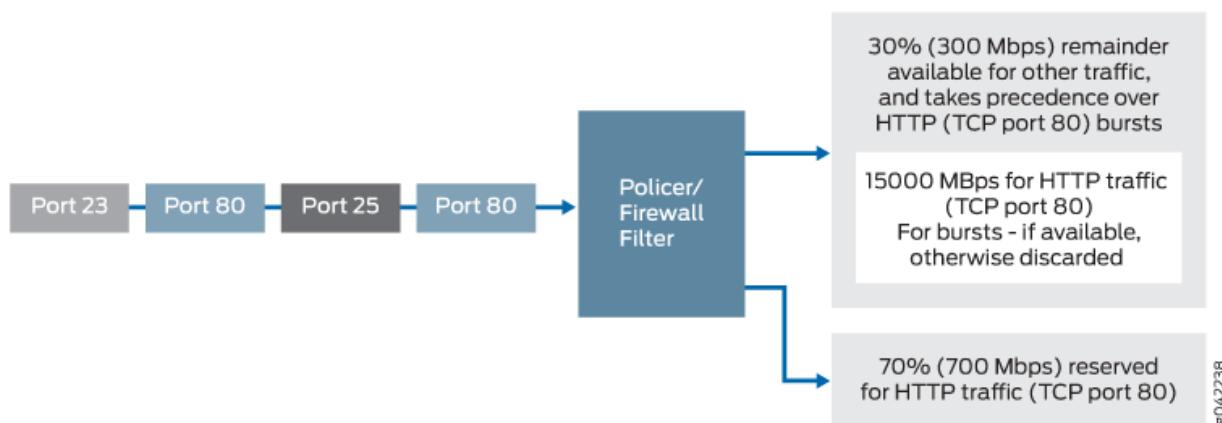 Port 23
Port 80
Port 25
Port 80
Policer/
Firewall
Filter
30% (300 Mbps) remainder
available for other traffic,
and takes precedence over
HTTP (TCP port 80) bursts
15000 MBps for HTTP traffic
(TCP port 80)
For bursts - if available,
otherwise discarded
70% (700 Mbps) reserved
for HTTP traffic (TCP port 80)
g042238